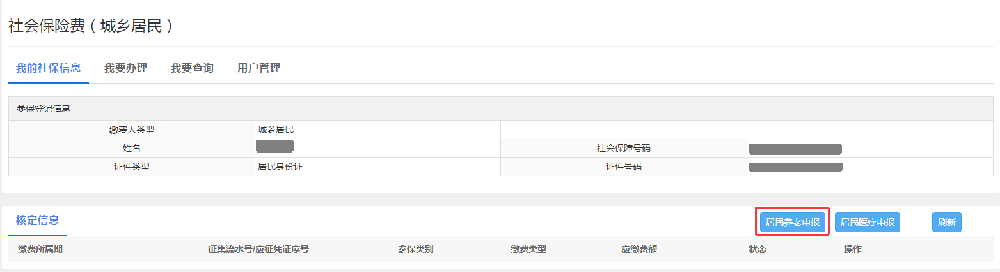 社会保险费（城乡居民）
我的社保信息 我要办理 我要查询 用户管理
参保登记信息
缴费人类型 城乡居民
姓名 社会保障号码
证件类型 居民身份证 证件号码
核定信息 居民养老申报 居民医疗申报 刷新
缴费所属期 征集流水号/应征凭证序号 参保类别 缴费类型 应缴费额 状态 操作